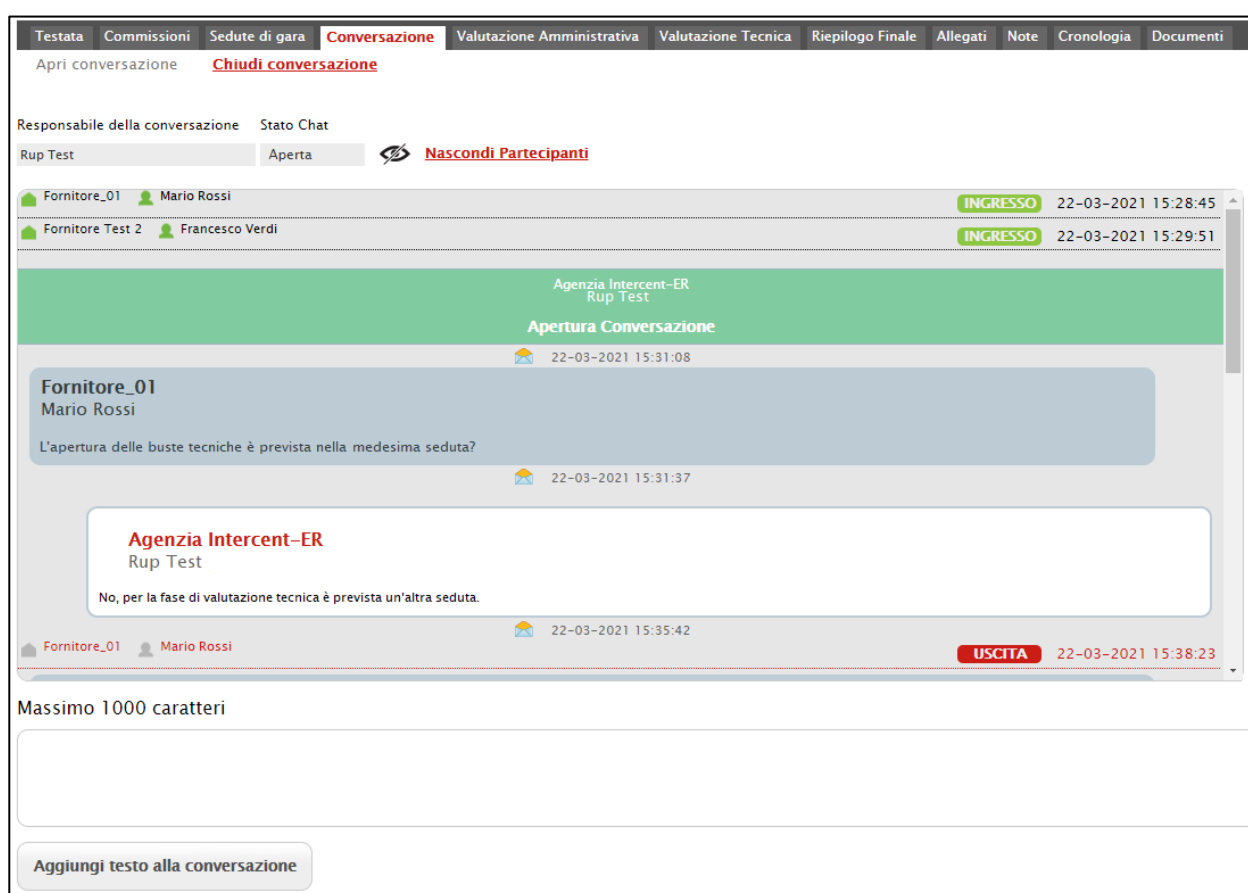 Testata Commissioni Sedute di gara Conversazione Valutazione Amministrativa Valutazione Tecnica Riepilogo Finale Allegati Note Cronologia Documenti
Apri conversazione Chiudi conversazione
Responsabile della conversazione Stato Chat
Rup Test Aperta Nascondi Partecipanti
Fornitore_01 Mario Rossi INGRESSO 22-03-2021 15:28:45
Fornitore Test 2 Francesco Verdi INGRESSO 22-03-2021 15:29:51
Agenzia Intercent-ER
Rup Test
Apertura Conversazione
22-03-2021 15:31:08
Fornitore_01
Mario Rossi
L'apertura delle buste tecniche è prevista nella medesima seduta?
22-03-2021 15:31:37
Agenzia Intercent-ER
Rup Test
No, per la fase di valutazione tecnica è prevista un'altra seduta.
22-03-2021 15:35:42
Fornitore_01 Mario Rossi USCITA 22-03-2021 15:38:23
Massimo 1000 caratteri
Aggiungi testo alla conversazione